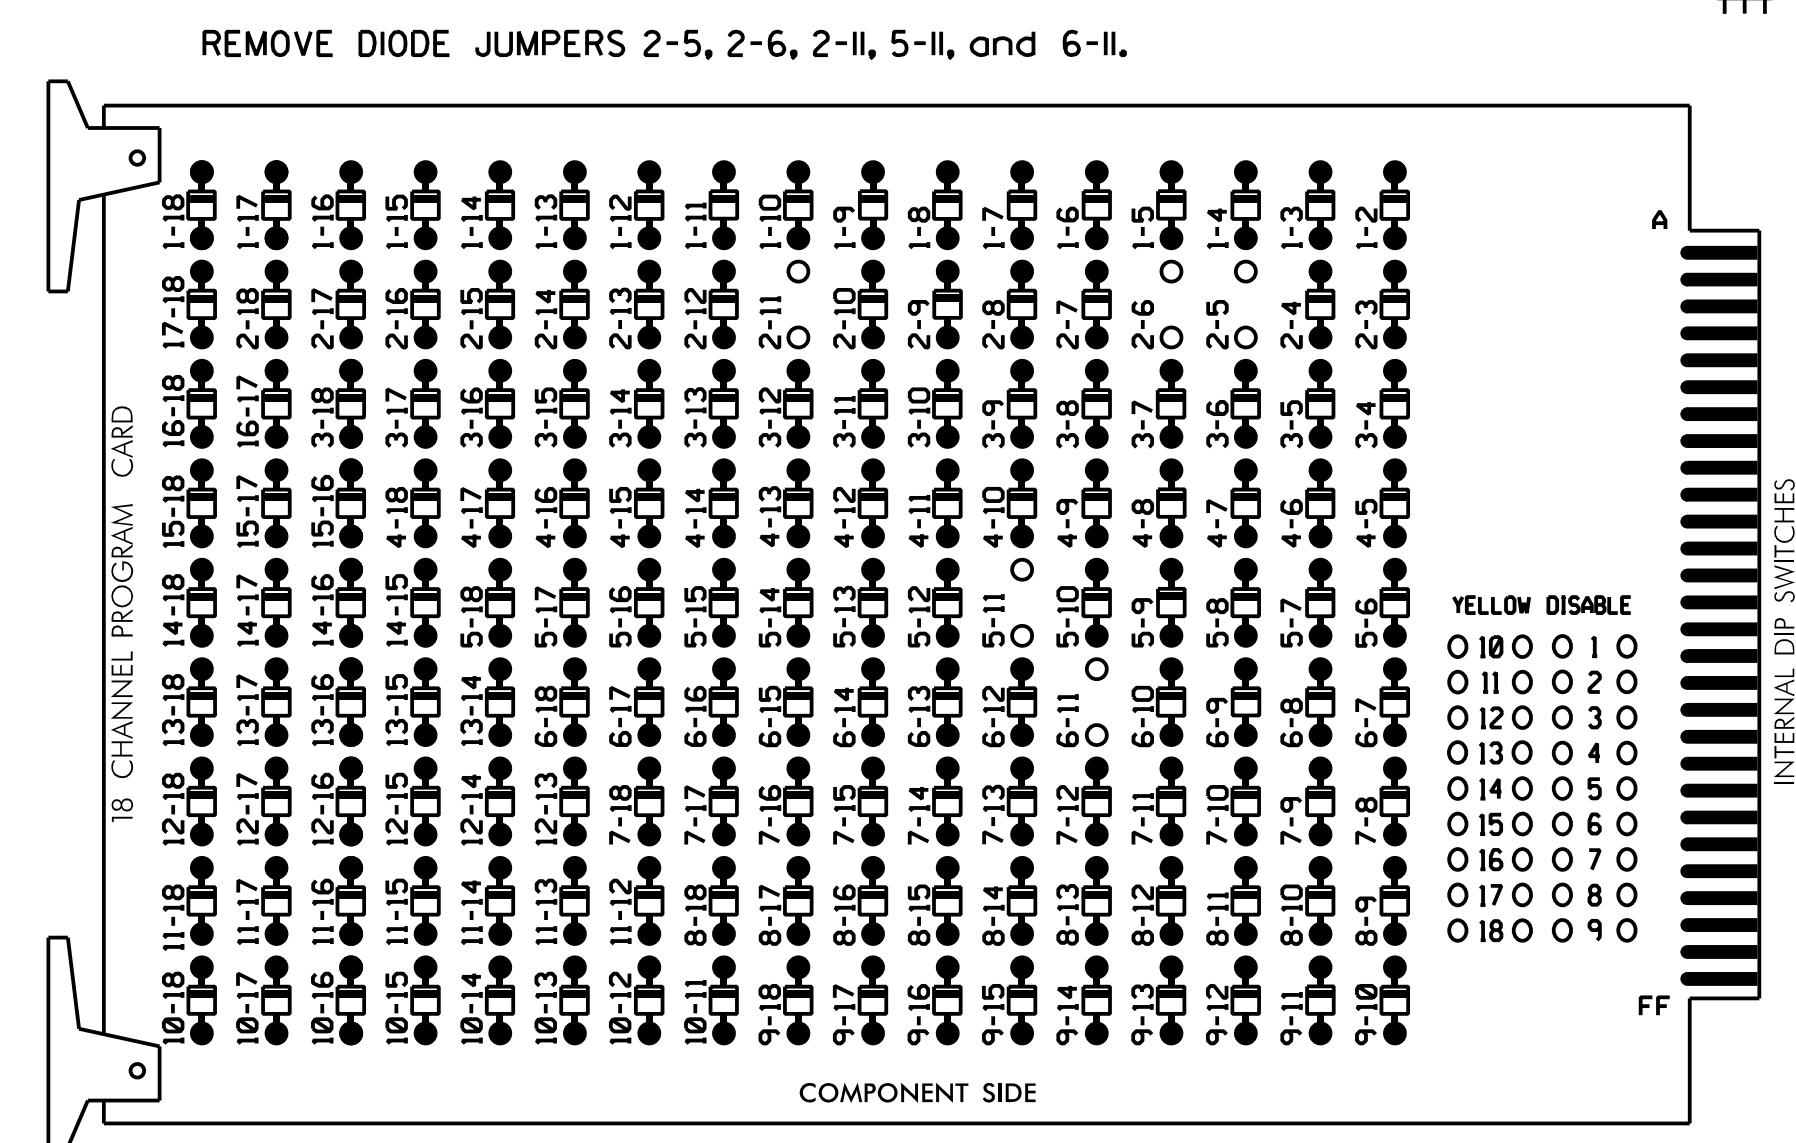 REMOVE DIODE JUMPERS 2-5, 2-6, 2-11, 5-11, and 6-11.
1-18 1-17 1-16 1-15 1-14 1-13 1-12 1-11 1-10 1-9 1-8 1-7 1-6 1-5 1-4 1-3 1-2
A
17-18 2-18 2-17 2-16 2-15 2-14 2-13 2-12 2-11 2-10 2-9 2-8 2-7 2-6 2-5 2-4 2-3
16-18 16-17 3-18 3-17 3-16 3-15 3-14 3-13 3-12 3-11 3-10 3-9 3-8 3-7 3-6 3-5 3-4
15-18 15-17 15-16 4-18 4-17 4-16 4-15 4-14 4-13 4-12 4-11 4-10 4-9 4-8 4-7 4-6 4-5
14-18 14-17 14-16 14-15 5-18 5-17 5-16 5-15 5-14 5-13 5-12 5-11 5-10 5-9 5-8 5-7 5-6
13-18 13-17 13-16 13-15 13-14 6-18 6-17 6-16 6-15 6-14 6-13 6-12 6-11 6-10 6-9 6-8 6-7
12-18 12-17 12-16 12-15 12-14 12-13 7-18 7-17 7-16 7-15 7-14 7-13 7-12 7-11 7-10 7-9 7-8
11-18 11-17 11-16 11-15 11-14 11-13 11-12 8-18 8-17 8-16 8-15 8-14 8-13 8-12 8-11 8-10 8-9
10-18 10-17 10-16 10-15 10-14 10-13 10-12 10-11 9-18 9-17 9-16 9-15 9-14 9-13 9-12 9-11 9-10
18 CHANNEL PROGRAM CARD
YELLOW DISABLE
10 1
11 2
12 3
13 4
14 5
15 6
16 7
17 8
18 9
INTERNAL DIP SWITCHES
FF
COMPONENT SIDE